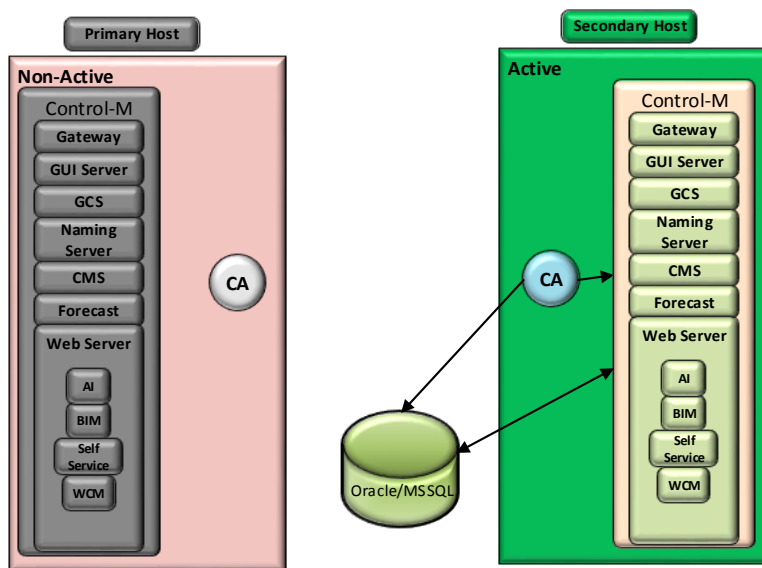 Primary Host
Non-Active
Control-M
Gateway
GUI Server
GCS
Naming
Server
CMS
Forecast
Web Server
AI
BIM
Self
Service
WCM
CA
Oracle/MSSQL
Secondary Host
Active
CA
Control-M
Gateway
GUI Server
GCS
Naming
Server
CMS
Forecast
Web Server
AI
BIM
Self
Service
WCM